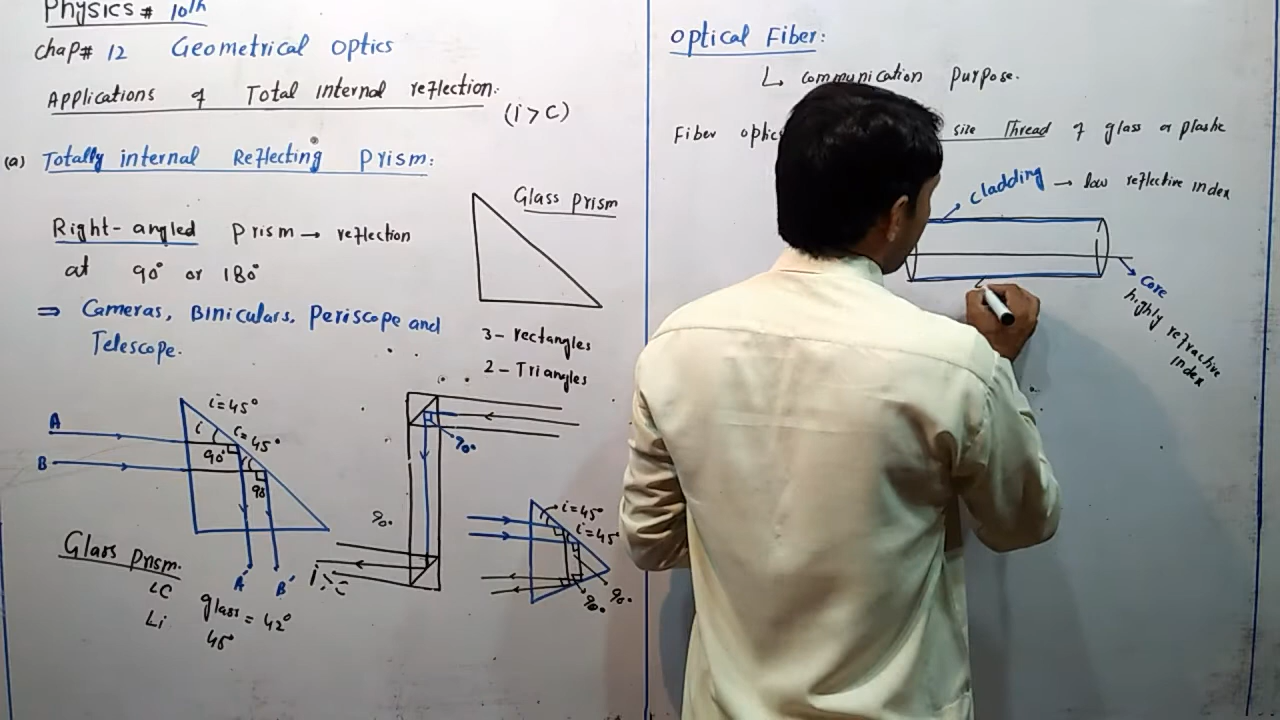 Physics # 10th
Chap # 12 Geometrical Optics
Applications of Total internal reflection.
(i > C)
(a) Totally internal Reflecting Prism:
Glass Prism
Right-angled Prism → reflection
at 90° or 180°
⇒ Cameras, Biniculars, Periscope and
Telescope.
3 - rectangles
2 - Triangles
i = 45°
A
i
c = 45°
90°
B
90
A'
B'
Glass Prism.
∠C
∠i
glass = 42°
45°
90°
90°
i = 45°
i = 45°
90°
90°
Optical Fiber:
↳ Communication Purpose.
Fiber optics size Thread of glass or plastic
Cladding → low reflective index
Core
highly refractive
index